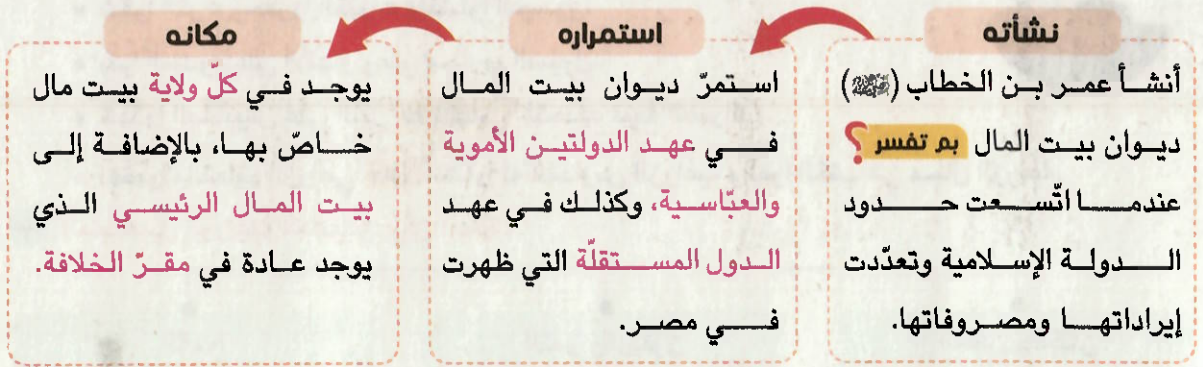 نشأته
أنشأ عمر بن الخطاب (ﷺ)
ديوان بيت المال بم تفسر ؟
عندما اتّسعت حدود
الدولة الإسلامية وتعدّدت
إيراداتها ومصروفاتها.
استمراره
استمرّ ديوان بيت المال
في عهد الدولتين الأموية
والعبّاسية، وكذلك في عهد
الدول المستقلّة التي ظهرت
في مصر.
مكانه
يوجد في كلّ ولاية بيت مال
خاصّ بها، بالإضافة إلى
بيت المال الرئيسي الذي
يوجد عادة في مقرّ الخلافة.